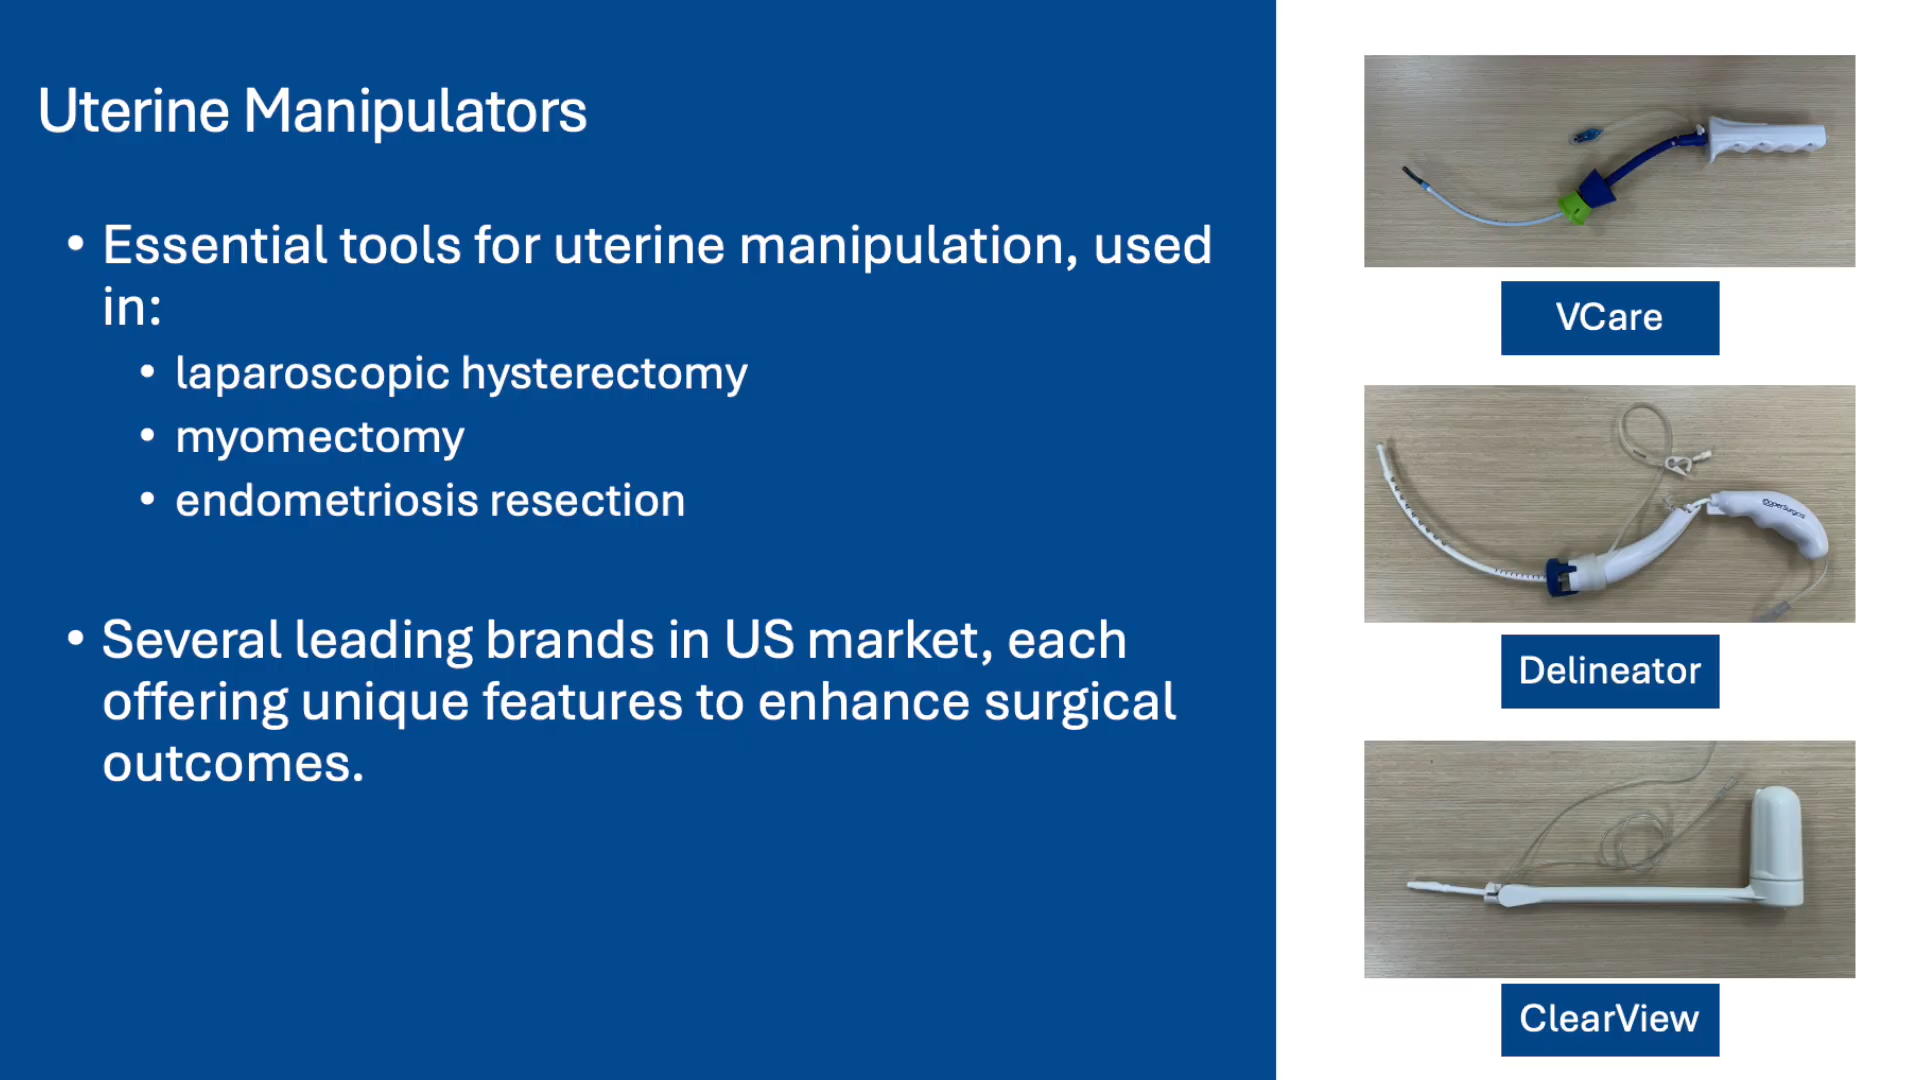 Uterine Manipulators
• Essential tools for uterine manipulation, used
in:
• laparoscopic hysterectomy
• myomectomy
• endometriosis resection
• Several leading brands in US market, each
offering unique features to enhance surgical
outcomes.
VCare
CooperSurgical
Delineator
ClearView